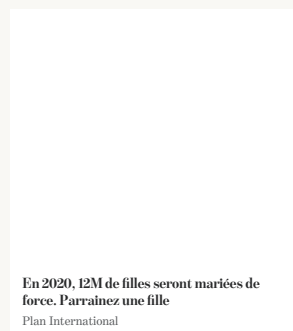 En 2020, 12M de filles seront mariées de
force. Parrainez une fille
Plan International